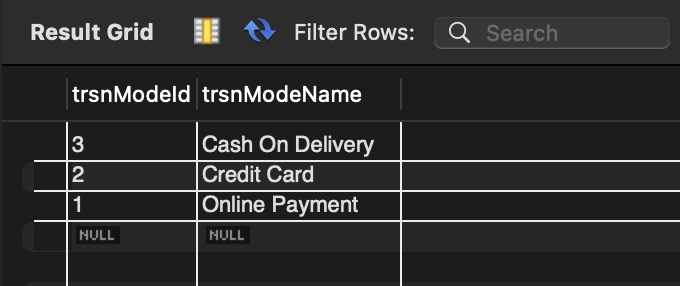 Result Grid Filter Rows: Search
trsnModeId trsnModeName
3 Cash On Delivery
2 Credit Card
1 Online Payment
NULL NULL